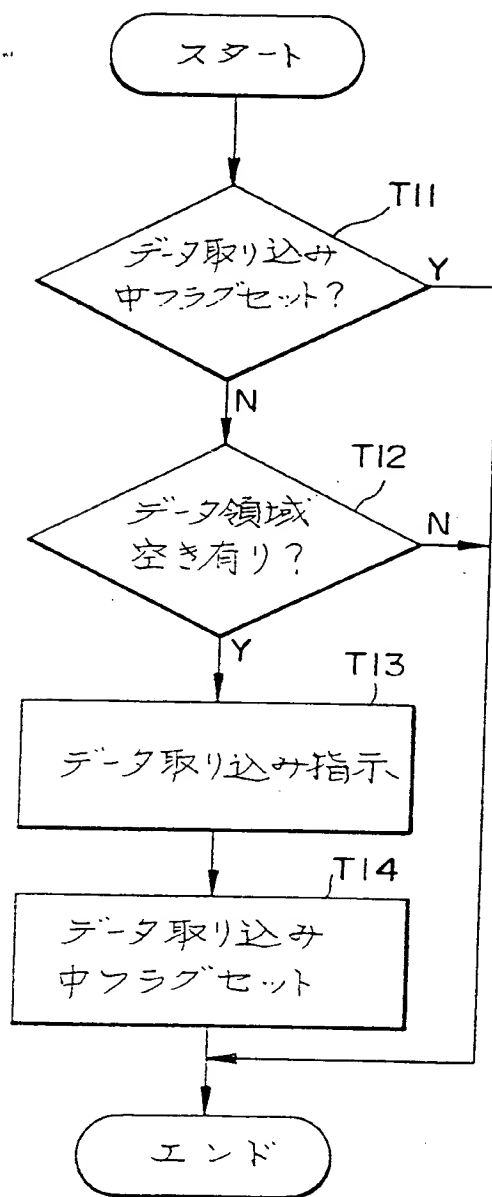 スタート
T11
データ取り込み
中フラグセット?
Y
N
T12
データ領域
空き有り?
N
Y
T13
データ取り込み指示
T14
データ取り込み
中フラグセット
エンド